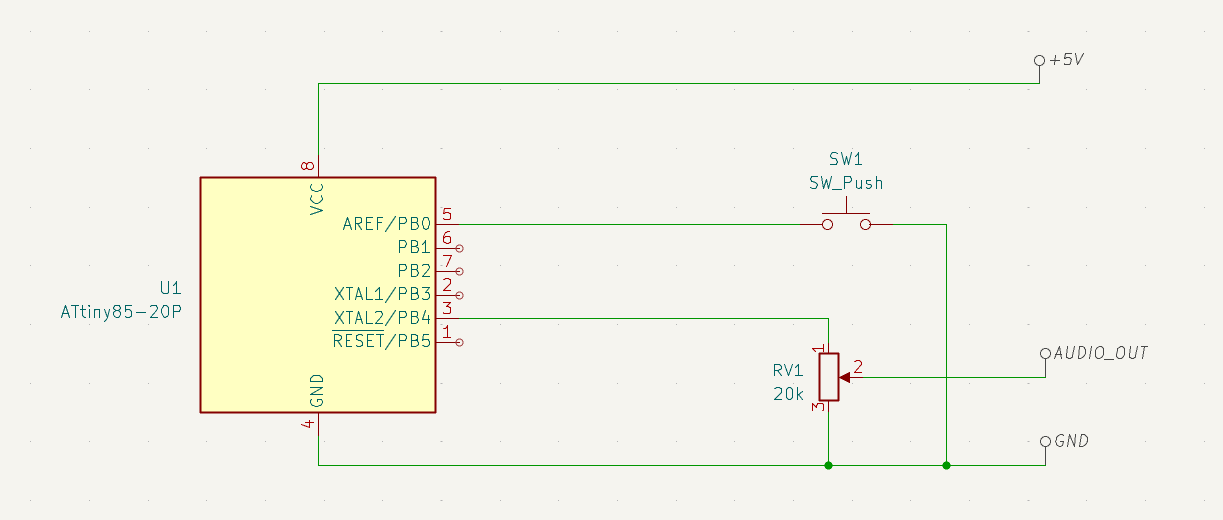 +5V
SW1
SW_Push
8
VCC
AREF/PB0
5
PB1
6
PB2
7
XTAL1/PB3
2
XTAL2/PB4
3
RESET/PB5
1
U1
ATtiny85-20P
GND
4
1
RV1
20k
2
3
AUDIO_OUT
GND